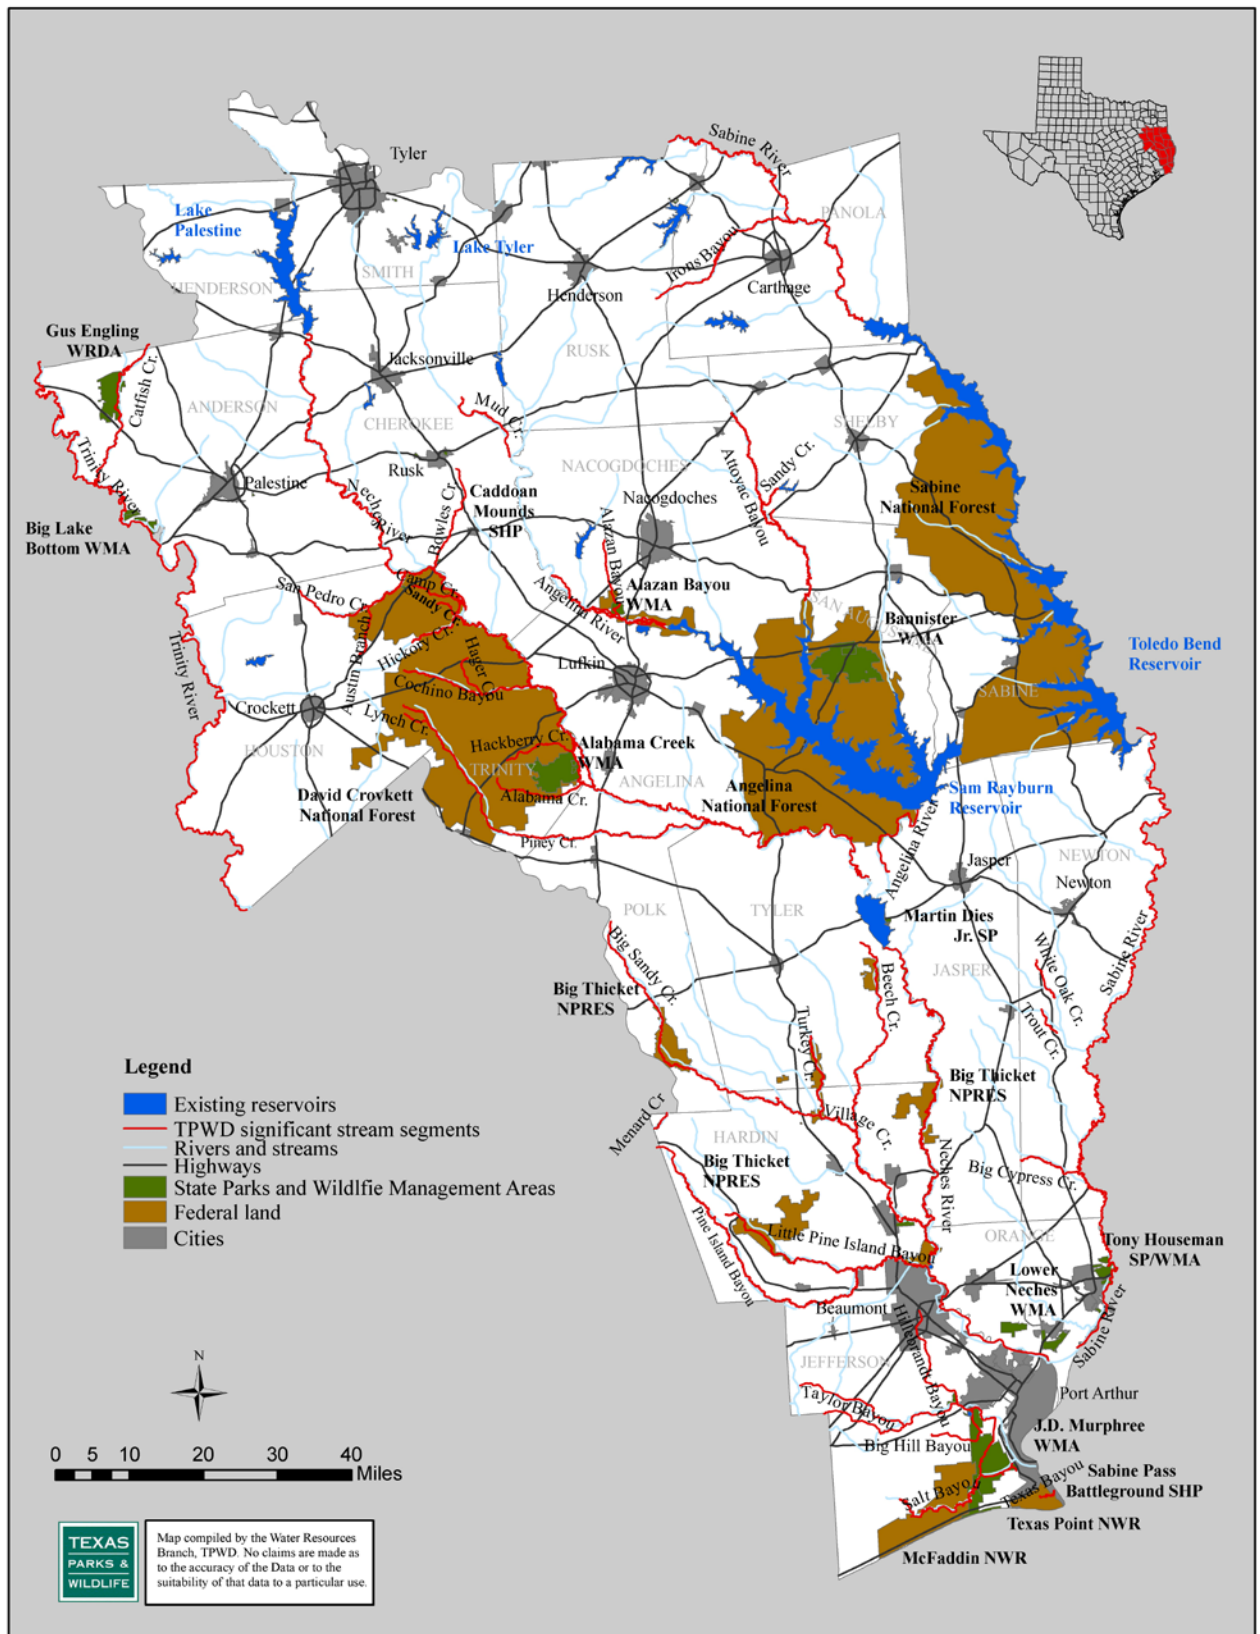 Sabine River
Tyler
PANOLA
Lake
Palestine
Lake Tyler
Irons Bayou
SMITH
HENDERSON
Henderson
Carthage
Gus Engling
WRDA
Catfish Cr.
Jacksonville
RUSK
ANDERSON
CHEROKEE
Mud Cr.
SHELBY
Trinity River
Palestine
Rusk
NACOGDOCHES
Nacogdoches
Attoyac Bayou
Sandy Cr.
Sabine
National Forest
Neches
River
Bowles Cr.
Caddoan
Mounds
SHP
Big Lake
Bottom WMA
Alazan Bayou
San Pedro Cr.
Camp Cr.
Sandy Cr.
Angelina River
Alazan Bayou
WMA
SAN AUGUSTINE
Bannister
WMA
Trinity River
Austin Branch
Hickory Cr.
Hager Cr.
Lufkin
Toledo Bend
Reservoir
Cochino Bayou
SABINE
Crockett
Lynch Cr.
HOUSTON
Hackberry Cr.
Alabama Creek
WMA
TRINITY
ANGELINA
Alabama Cr.
David Crovkett
National Forest
Angelina
National Forest
Sam Rayburn
Reservoir
Piney Cr.
Angelina River
Jasper
NEWTON
Newton
POLK
TYLER
Martin Dies
Jr. SP
Big Sandy Cr.
JASPER
White Oak Cr.
Sabine River
Big Thicket
NPRES
Beech Cr.
Turkey Cr.
Trout Cr.
Legend
Existing reservoirs
TPWD significant stream segments
Rivers and streams
Highways
State Parks and Wildlfie Management Areas
Federal land
Cities
Big Thicket
NPRES
Menard Cr
Village Cr.
HARDIN
Big Thicket
NPRES
Neches River
Big Cypress Cr.
Pine Island Bayou
Little Pine Island Bayou
ORANGE
Tony Houseman
SP/WMA
Lower
Neches
WMA
Beaumont
Hillebrandt Bayou
Sabine River
JEFFERSON
N
Taylor Bayou
Port Arthur
J.D. Murphree
WMA
Big Hill Bayou
0 5 10 20 30 40
Miles
Salt Bayou
Texas Bayou
Sabine Pass
Battleground SHP
Texas Point NWR
McFaddin NWR
TEXAS
PARKS &
WILDLIFE
Map compiled by the Water Resources
Branch, TPWD. No claims are made as
to the accuracy of the Data or to the
suitability of that data to a particular use.